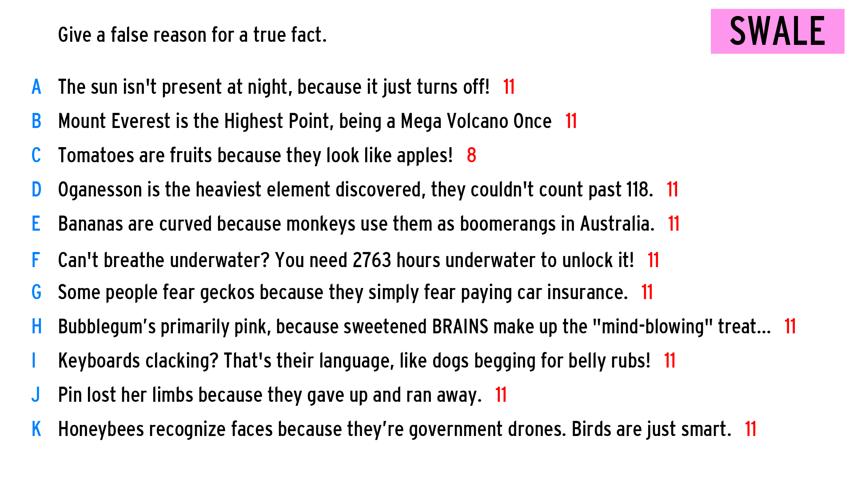 Give a false reason for a true fact.
SWALE
A The sun isn't present at night, because it just turns off! 11
B Mount Everest is the Highest Point, being a Mega Volcano Once 11
C Tomatoes are fruits because they look like apples! 8
D Oganesson is the heaviest element discovered, they couldn't count past 118. 11
E Bananas are curved because monkeys use them as boomerangs in Australia. 11
F Can't breathe underwater? You need 2763 hours underwater to unlock it! 11
G Some people fear geckos because they simply fear paying car insurance. 11
H Bubblegum’s primarily pink, because sweetened BRAINS make up the "mind-blowing" treat... 11
I Keyboards clacking? That's their language, like dogs begging for belly rubs! 11
J Pin lost her limbs because they gave up and ran away. 11
K Honeybees recognize faces because they’re government drones. Birds are just smart. 11